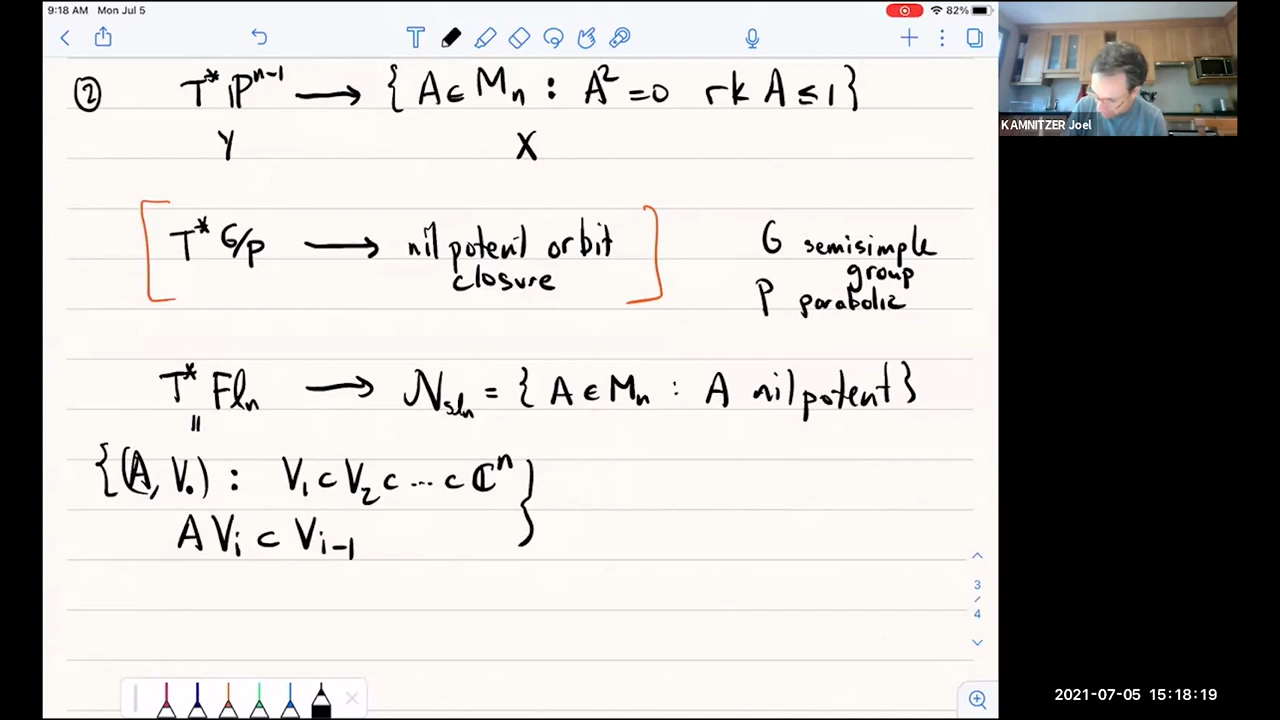 9:18 AM Mon Jul 5
82%
② T* ℙⁿ⁻¹ ⟶ { A ∈ Mₙ : A² = 0 rk A ≤ 1 }
Y X
[ T* G/P ⟶ nilpotent orbit closure ]
G semisimple group
P parabolic
T* Flₙ ⟶ 𝒩_{slₙ} = { A ∈ Mₙ : A nilpotent }
=
{ (A, V.) : V₁ ⊂ V₂ ⊂ ... ⊂ ℂⁿ
A Vᵢ ⊂ Vᵢ₋₁ }
3
/
4
KAMNITZER Joel
2021-07-05 15:18:19